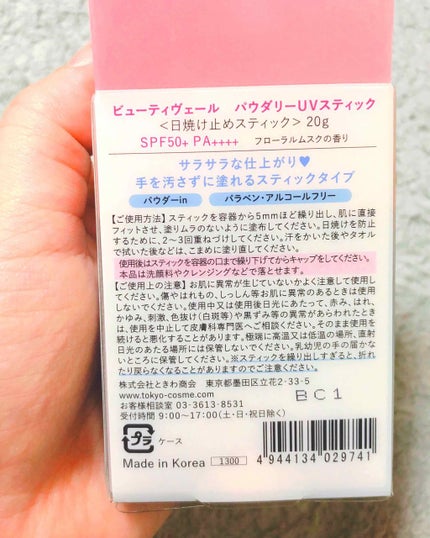 ビューティヴェール　パウダリーUVスティック
＜日焼け止めスティック＞20g
SPF50+ PA++++　フローラルムスクの香り
サラサラな仕上がり♥
手を汚さずに塗れるスティックタイプ
パウダーin　パラベン・アルコールフリー
【ご使用方法】スティックを容器から5mmほど繰り出し、肌に直接
フィットさせ、塗りムラのないように塗布してください。日焼けを防止
するために、2～3回重ねづけしてください。汗をかいた後やタオル
で拭いた後などは、こまめに塗り直してください。
使用後はスティックを容器の口まで繰り下げてからキャップをしてください。
本品は洗顔料やクレンジングなどで落とせます。
【ご使用上の注意】お肌に異常が生じていないかよく注意して使用し
てください。傷やはれもの、しっしん等お肌に異常のあるときは使用
しないでください。使用中又は使用後日光にあたって、赤み、はれ、
かゆみ、刺激、色抜け(白斑等)や黒ずみ等の異常があらわれたとき
は、使用を中止して皮膚科専門医へご相談ください。そのまま使用を
続けると悪化することがあります。極端に高温又は低温の場所、直射
日光のあたる場所には保管しないでください。乳幼児の手の届かな
いところに保管してください。※スティックを繰り出しすぎると、折れ
たり戻らなくなることがありますのでご注意ください。
株式会社ときわ商会　東京都墨田区立花2-33-5
www.tokyo-cosme.com
BC1
お客様相談室 03-3613-8531
受付時間 9:00～17:00(土・日・祝日除く)
プラ ケース
Made in Korea 1300
4 944134 029741